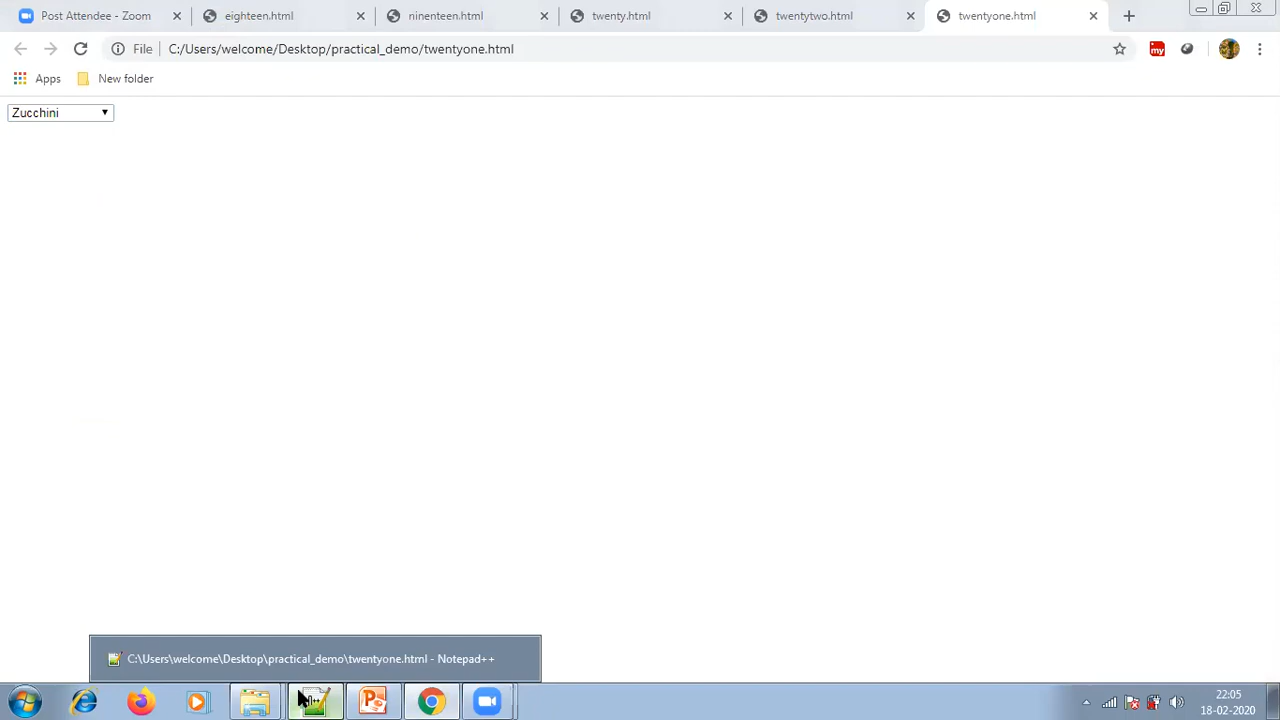 Post Attendee - Zoom
eighteen.html
ninenteen.html
twenty.html
twentytwo.html
twentyone.html
File
C:/Users/welcome/Desktop/practical_demo/twentyone.html
my
Apps
New folder
Zucchini
C:\Users\welcome\Desktop\practical_demo\twentyone.html - Notepad++
22:05
18-02-2020